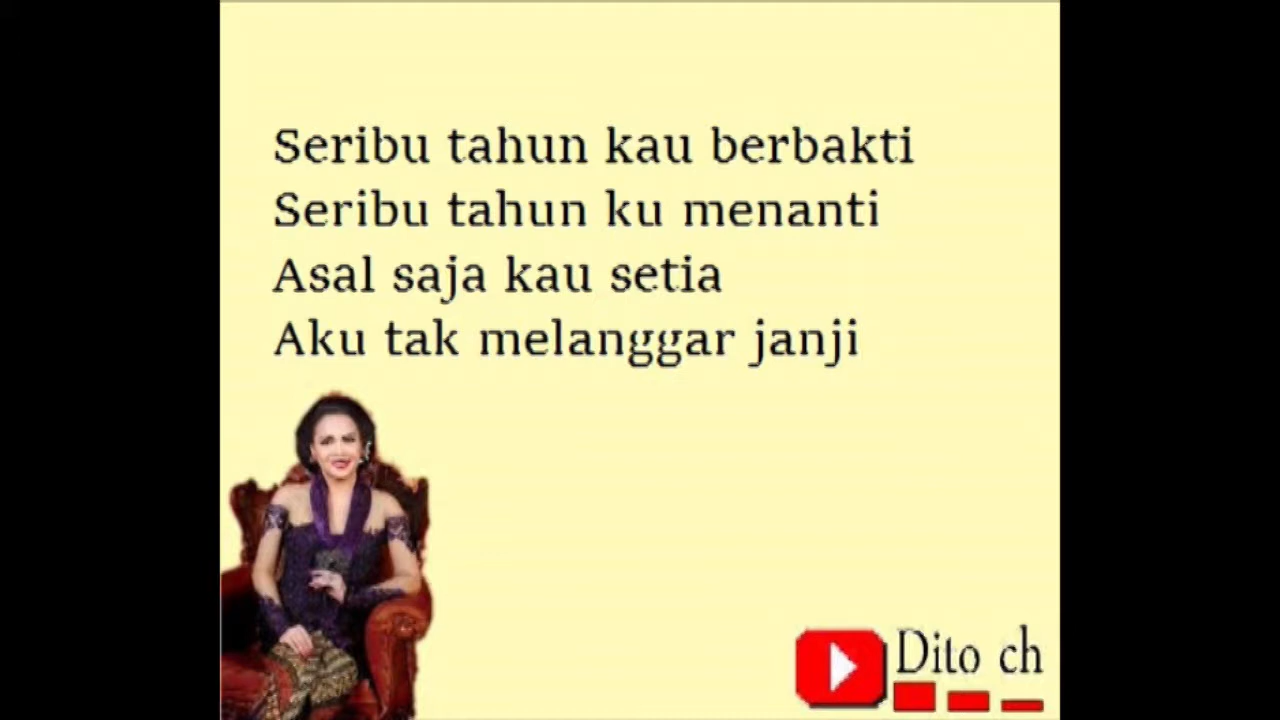 Seribu tahun kau berbakti
Seribu tahun ku menanti
Asal saja kau setia
Aku tak melanggar janji
Dito ch